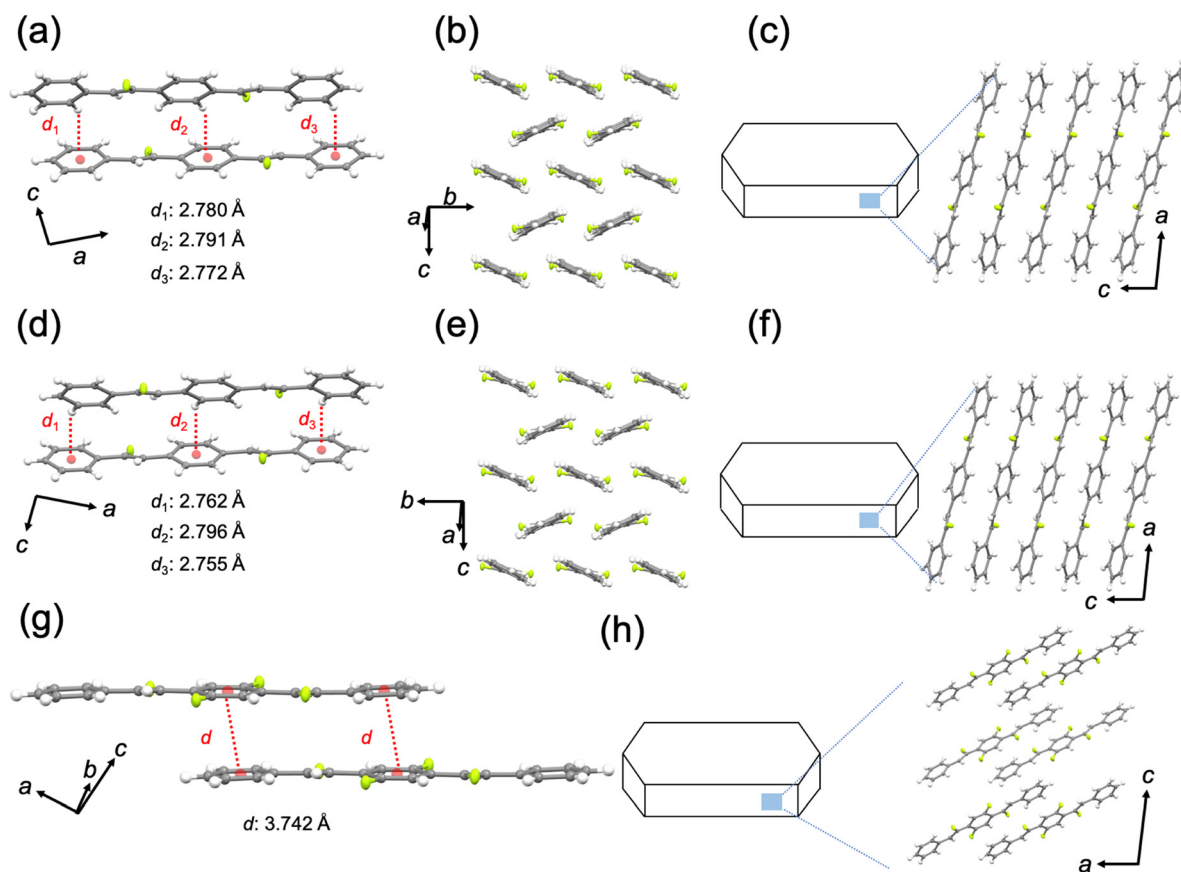 (a)
d1
d2
d3
c
a
d1: 2.780 Å
d2: 2.791 Å
d3: 2.772 Å
(b)
b
a
c
(c)
a
c
(d)
d1
d2
d3
a
c
d1: 2.762 Å
d2: 2.796 Å
d3: 2.755 Å
(e)
b
a
c
(f)
a
c
(g)
d
d
c
b
a
d: 3.742 Å
(h)
c
a